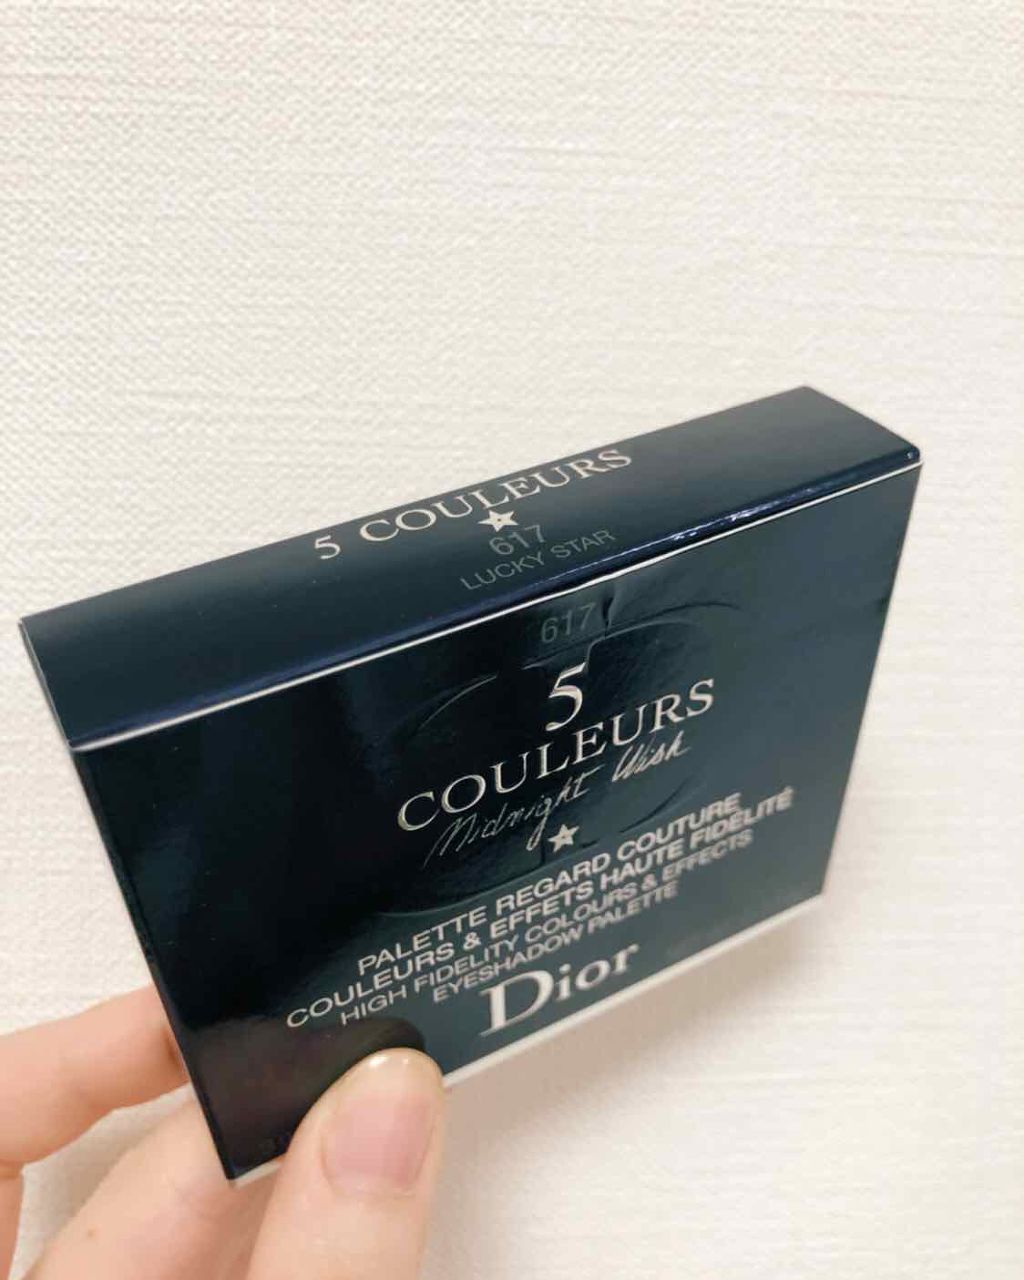 5 COULEURS
617
LUCKY STAR
617
5
COULEURS
Midnight Wish
PALETTE REGARD COUTURE
COULEURS & EFFETS HAUTE FIDÉLITÉ
HIGH FIDELITY COLOURS & EFFECTS
EYESHADOW PALETTE
Dior